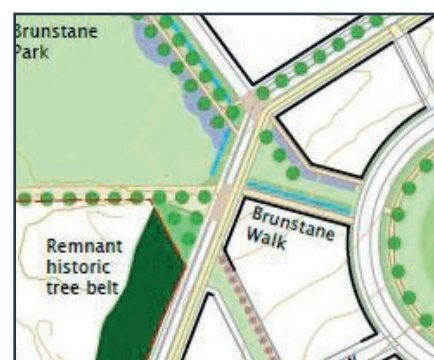 Brunstane
Park
Brunstane
Walk
Remnant
historic
tree belt